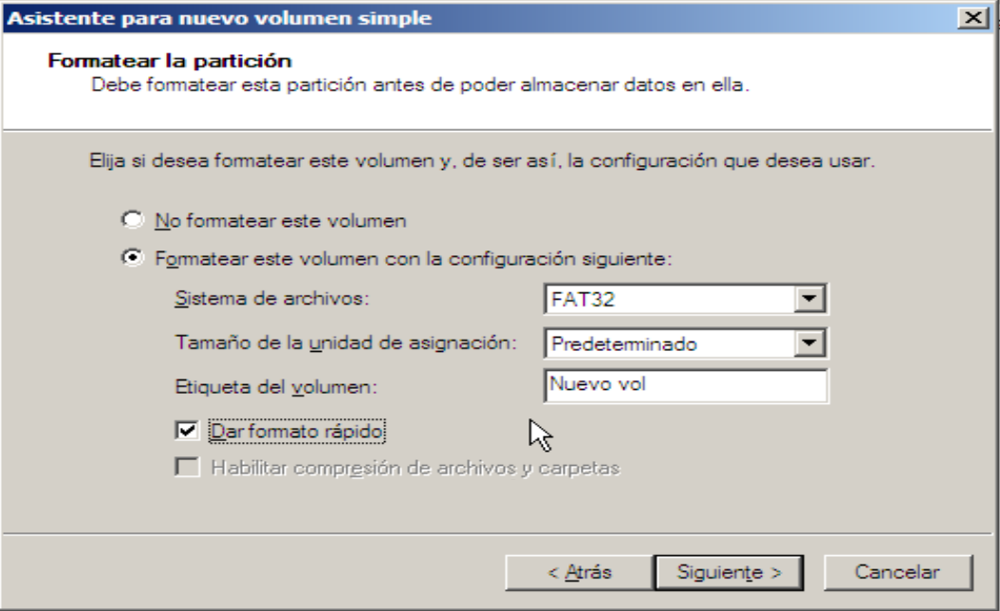 Asistente para nuevo volumen simple
Formatear la partición
Debe formatear esta partición antes de poder almacenar datos en ella.
Elija si desea formatear este volumen y, de ser así, la configuración que desea usar.
No formatear este volumen
Formatear este volumen con la configuración siguiente:
Sistema de archivos: FAT32
Tamaño de la unidad de asignación: Predeterminado
Etiqueta del volumen: Nuevo vol
Dar formato rápido
Habilitar compresión de archivos y carpetas
< Atrás Siguiente > Cancelar